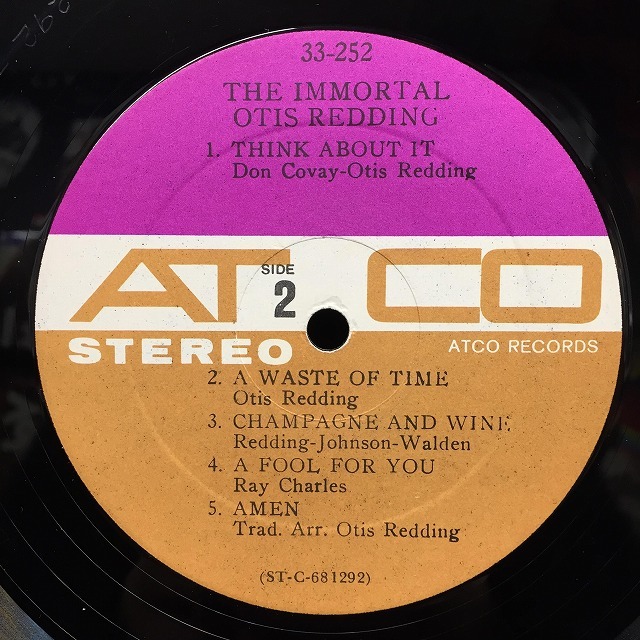 33-252
THE IMMORTAL
OTIS REDDING
1. THINK ABOUT IT
Don Covay-Otis Redding
ATCO
SIDE
2
STEREO
ATCO RECORDS
2. A WASTE OF TIME
Otis Redding
3. CHAMPAGNE AND WINE
Redding-Johnson-Walden
4. A FOOL FOR YOU
Ray Charles
5. AMEN
Trad. Arr. Otis Redding
(ST-C-681292)